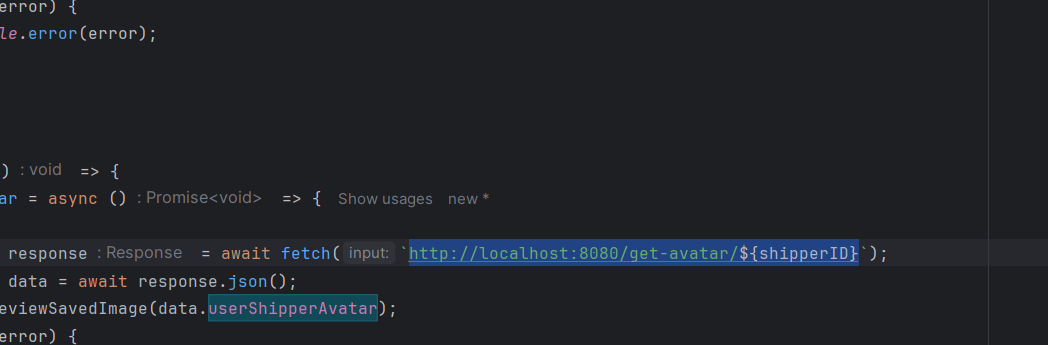 error) {
le.error(error);
) : void => {
ar = async () : Promise<void> => { Show usages new *
response : Response = await fetch( input: `http://localhost:8080/get-avatar/${shipperID}`);
data = await response.json();
eviewSavedImage(data.userShipperAvatar);
error) {